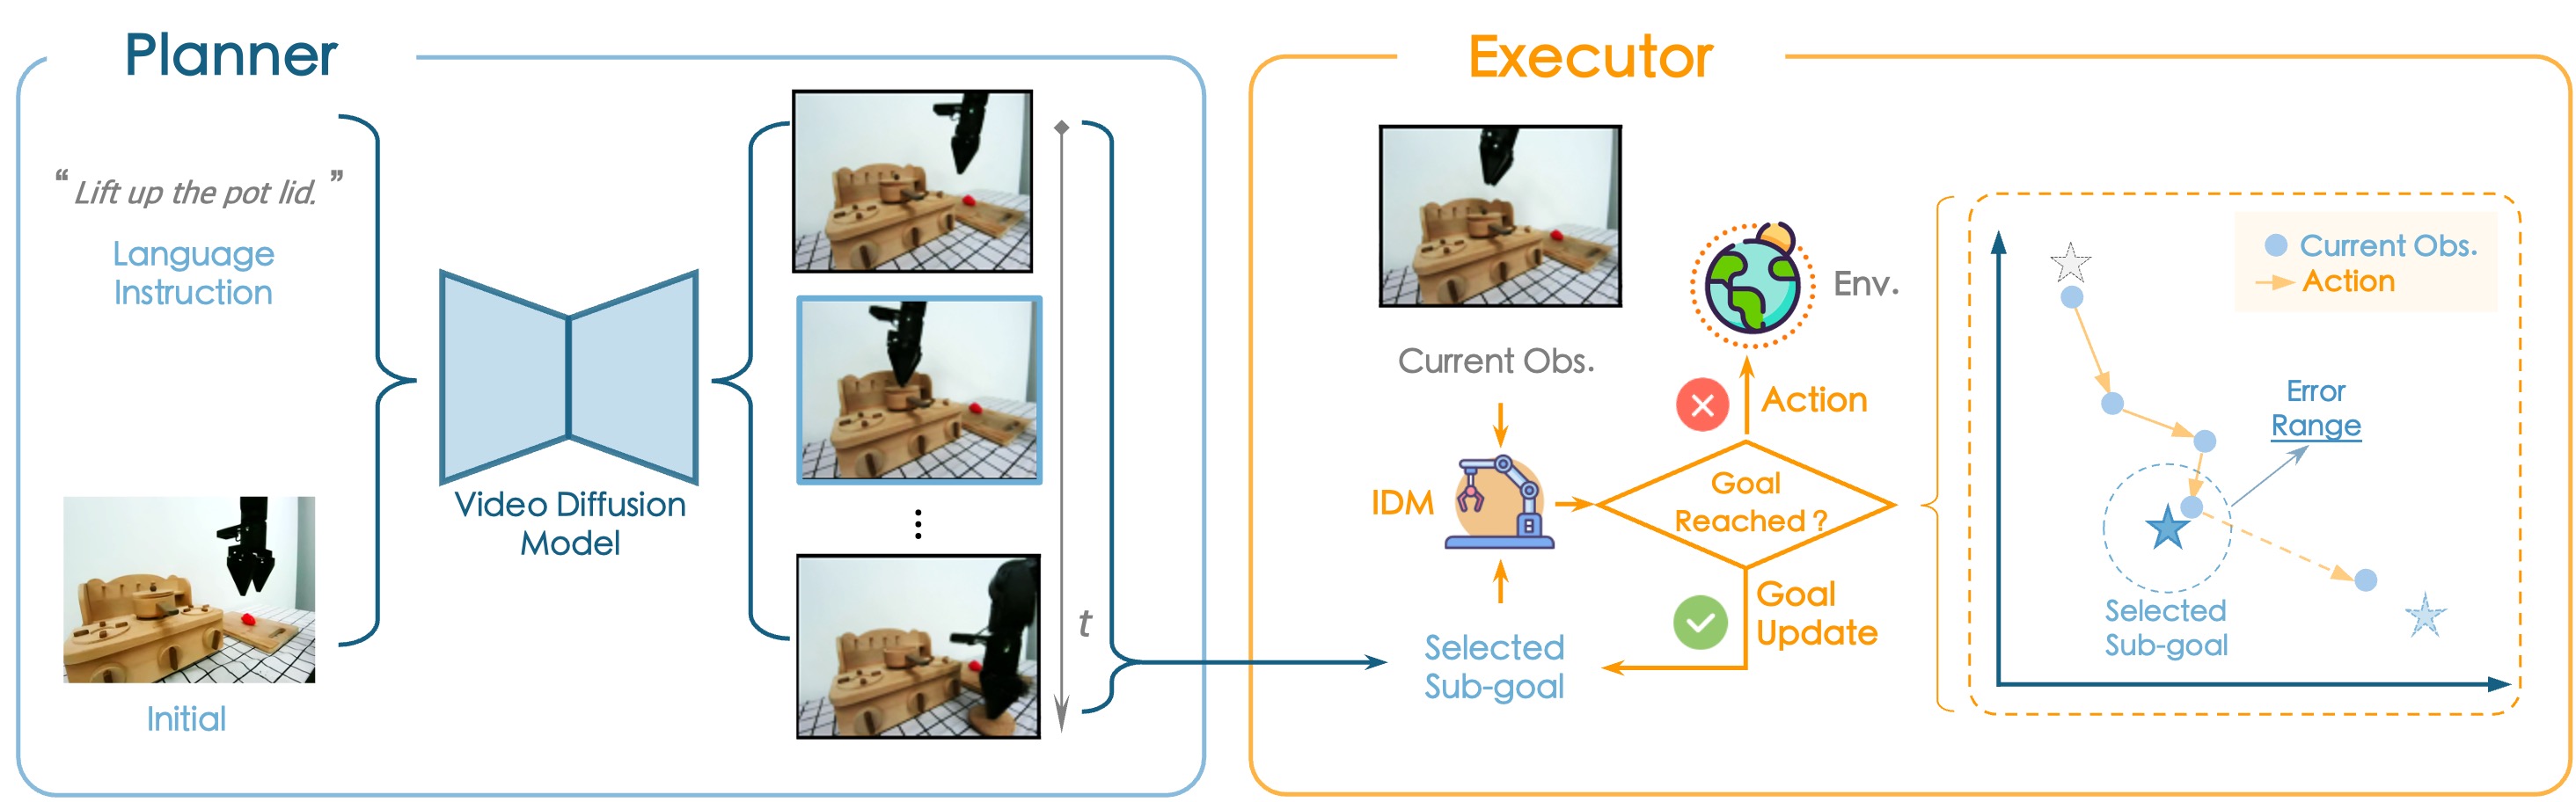 Planner
“ Lift up the pot lid. ”
Language
Instruction
Initial
Video Diffusion
Model
t
Executor
Current Obs.
IDM
Selected
Sub-goal
Env.
Action
Goal
Reached ?
Goal
Update
Current Obs.
Action
Error
Range
Selected
Sub-goal